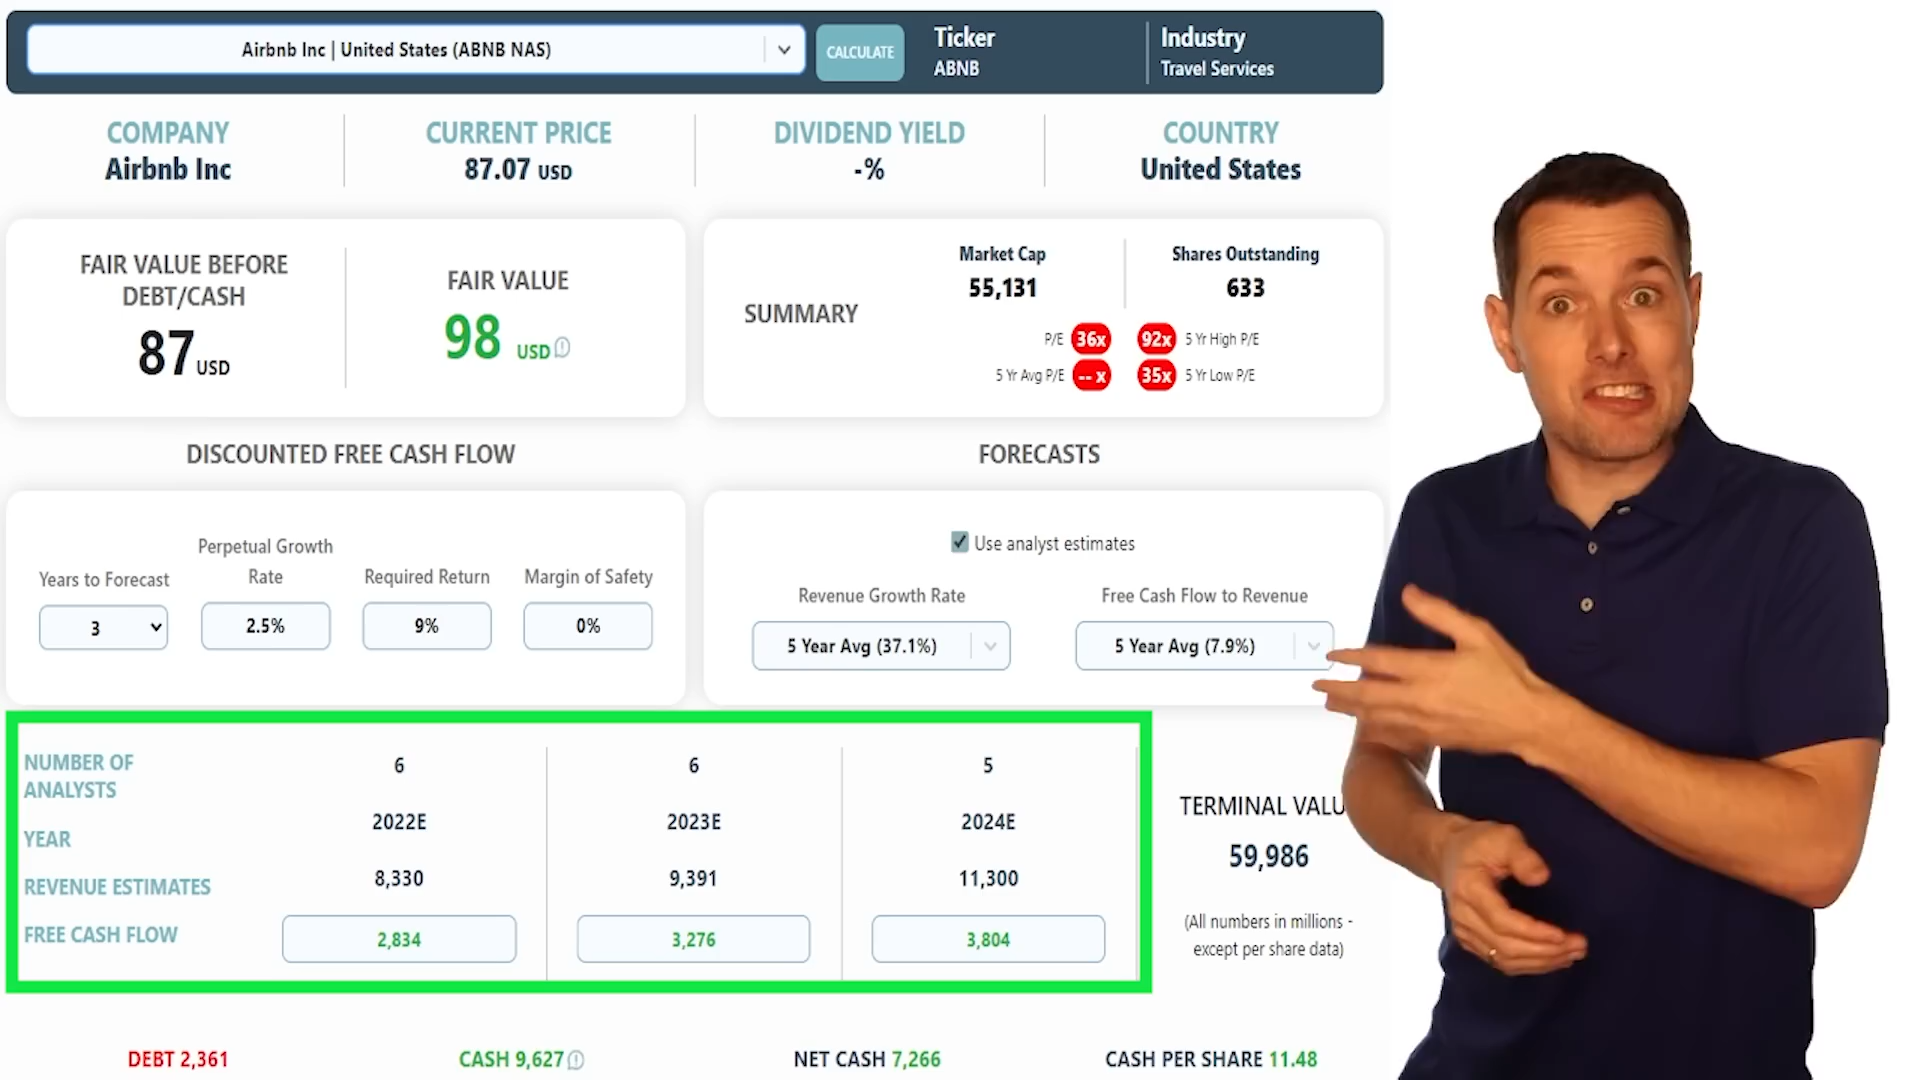 Airbnb Inc | United States (ABNB NAS)
CALCULATE
Ticker
ABNB
Industry
Travel Services
COMPANY
Airbnb Inc
CURRENT PRICE
87.07 USD
DIVIDEND YIELD
-%
COUNTRY
United States
FAIR VALUE BEFORE
DEBT/CASH
87 USD
FAIR VALUE
98 USD
SUMMARY
Market Cap
55,131
Shares Outstanding
633
P/E 36x 92x 5 Yr High P/E
5 Yr Avg P/E -- x 35x 5 Yr Low P/E
DISCOUNTED FREE CASH FLOW
Years to Forecast
3
Perpetual Growth
Rate
2.5%
Required Return
9%
Margin of Safety
0%
FORECASTS
Use analyst estimates
Revenue Growth Rate
5 Year Avg (37.1%)
Free Cash Flow to Revenue
5 Year Avg (7.9%)
NUMBER OF
ANALYSTS
6 6 5
YEAR
2022E 2023E 2024E
REVENUE ESTIMATES
8,330 9,391 11,300
FREE CASH FLOW
2,834 3,276 3,804
TERMINAL VALU
59,986
(All numbers in millions -
except per share data)
DEBT 2,361
CASH 9,627
NET CASH 7,266
CASH PER SHARE 11.48